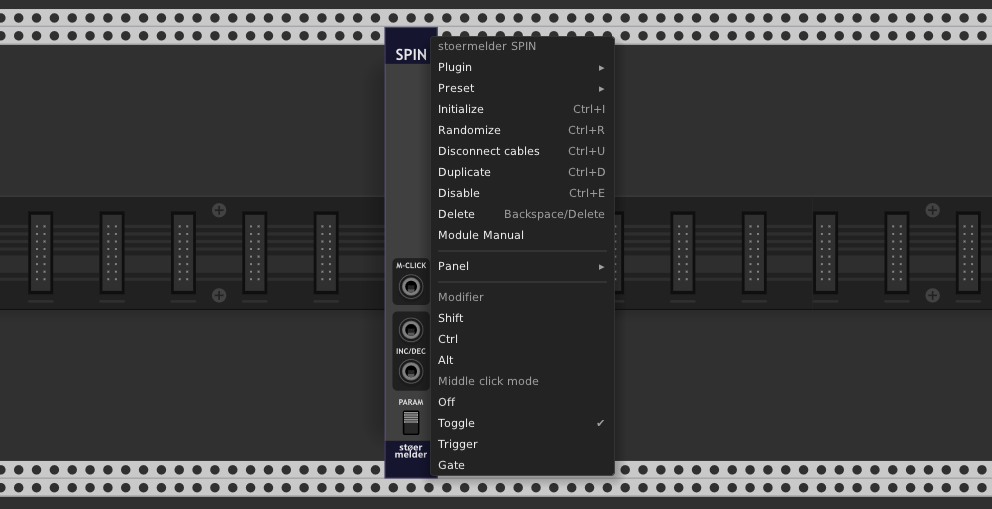 SPIN
stoermelder SPIN
Plugin ▸
Preset ▸
Initialize Ctrl+I
Randomize Ctrl+R
Disconnect cables Ctrl+U
Duplicate Ctrl+D
Disable Ctrl+E
Delete Backspace/Delete
Module Manual
Panel ▸
Modifier
Shift
Ctrl
Alt
Middle click mode
Off
Toggle ✔
Trigger
Gate
M-CLICK
INC/DEC
PARAM
støer
melder